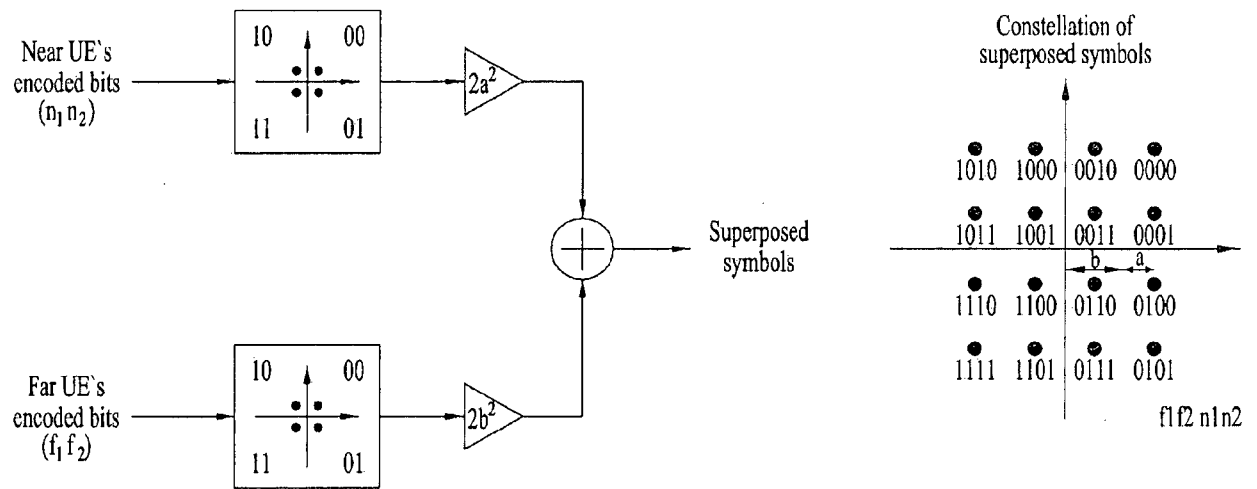 Near UE`s
encoded bits
(n₁ n₂)
10 00
11 01
2a²
Superposed
symbols
Far UE`s
encoded bits
(f₁ f₂)
10 00
11 01
2b²
Constellation of
superposed symbols
1010 1000 0010 0000
1011 1001 0011 0001
b a
1110 1100 0110 0100
1111 1101 0111 0101
f1f2 n1n2